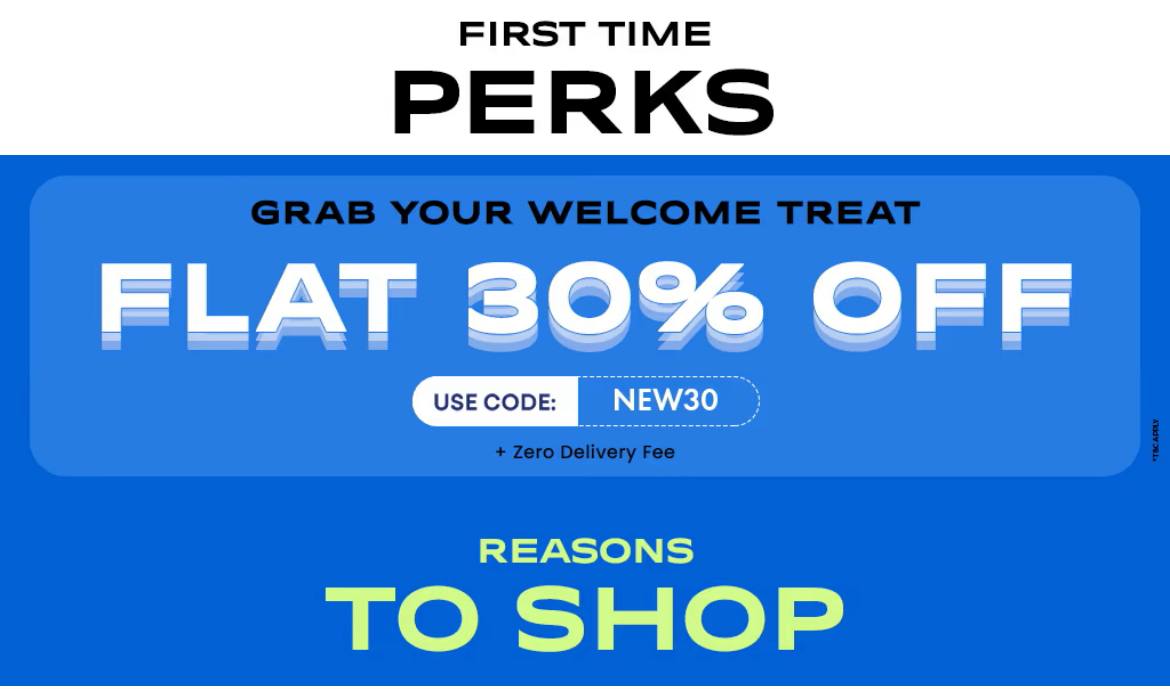 FIRST TIME
PERKS
GRAB YOUR WELCOME TREAT
FLAT 30% OFF
USE CODE: NEW30
+ Zero Delivery Fee
*T&C APPLY
REASONS
TO SHOP